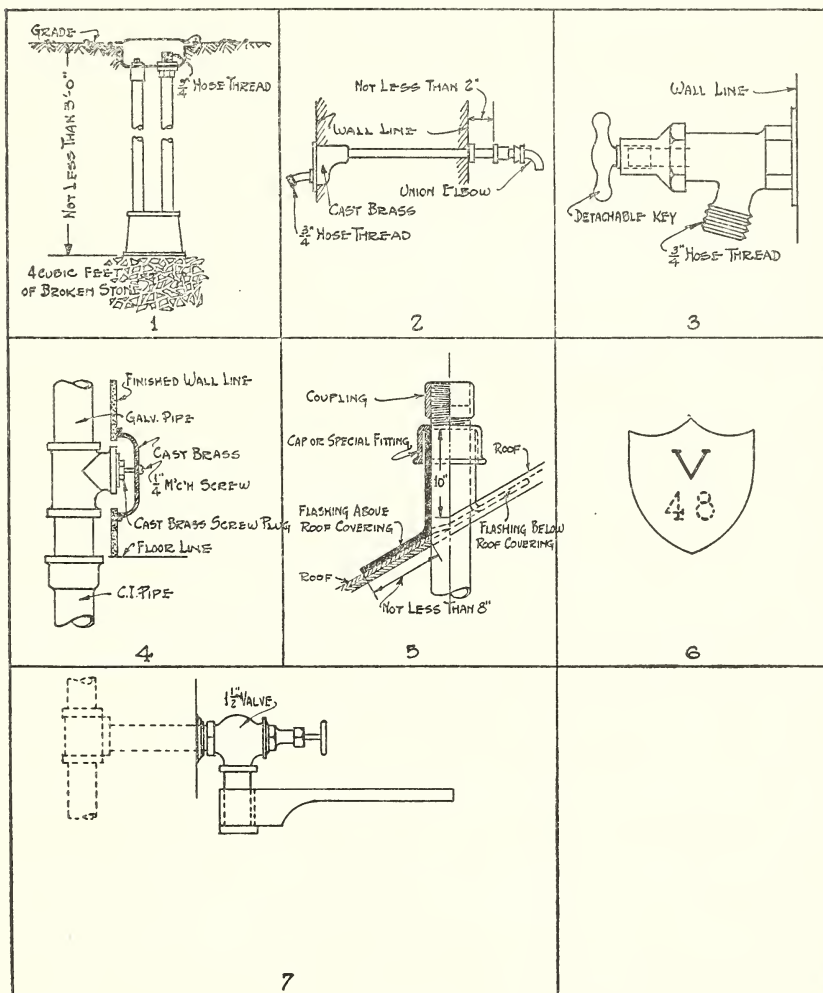 GRADE
NOT LESS THAN 3'-0"
3/4"
HOSE THREAD
4 CUBIC FEET
OF BROKEN STONE
1
NOT LESS THAN 2"
WALL LINE
UNION ELBOW
CAST BRASS
3/4" HOSE THREAD
2
WALL LINE
DETACHABLE KEY
3/4" HOSE THREAD
3
FINISHED WALL LINE
GALV. PIPE
CAST BRASS
1/4" M'C'H SCREW
CAST BRASS SCREW PLUG
FLOOR LINE
C.I. PIPE
4
COUPLING
CAP OR SPECIAL FITTING
10"
ROOF
FLASHING ABOVE
ROOF COVERING
FLASHING BELOW
ROOF COVERING
ROOF
NOT LESS THAN 8"
5
V
48
6
1 1/2" VALVE
7